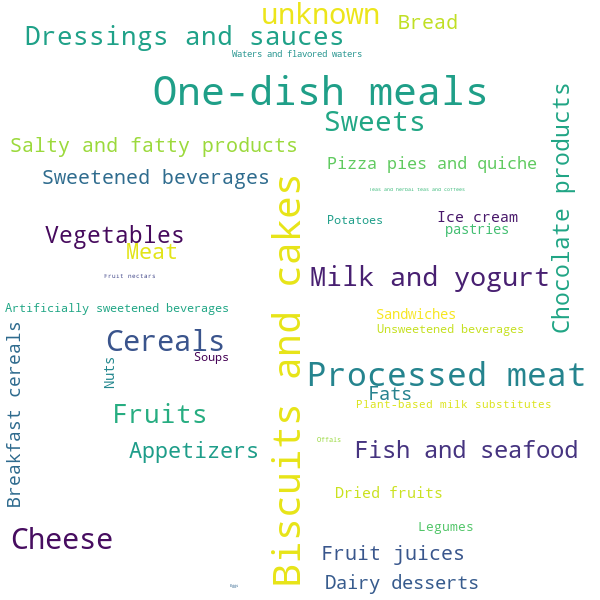 unknown
Bread
Dressings and sauces
Waters and flavored waters
One-dish meals
Sweets
Chocolate products
Salty and fatty products
Pizza pies and quiche
Sweetened beverages
Biscuits and cakes
Teas and herbal teas and coffees
Potatoes
Ice cream
pastries
Vegetables
Meat
Fruit nectars
Milk and yogurt
Artificially sweetened beverages
Sandwiches
Unsweetened beverages
Breakfast cereals
Cereals
Soups
Nuts
Processed meat
Fats
Plant-based milk substitutes
Fruits
Appetizers
Offals
Fish and seafood
Dried fruits
Cheese
Legumes
Fruit juices
Dairy desserts
Eggs